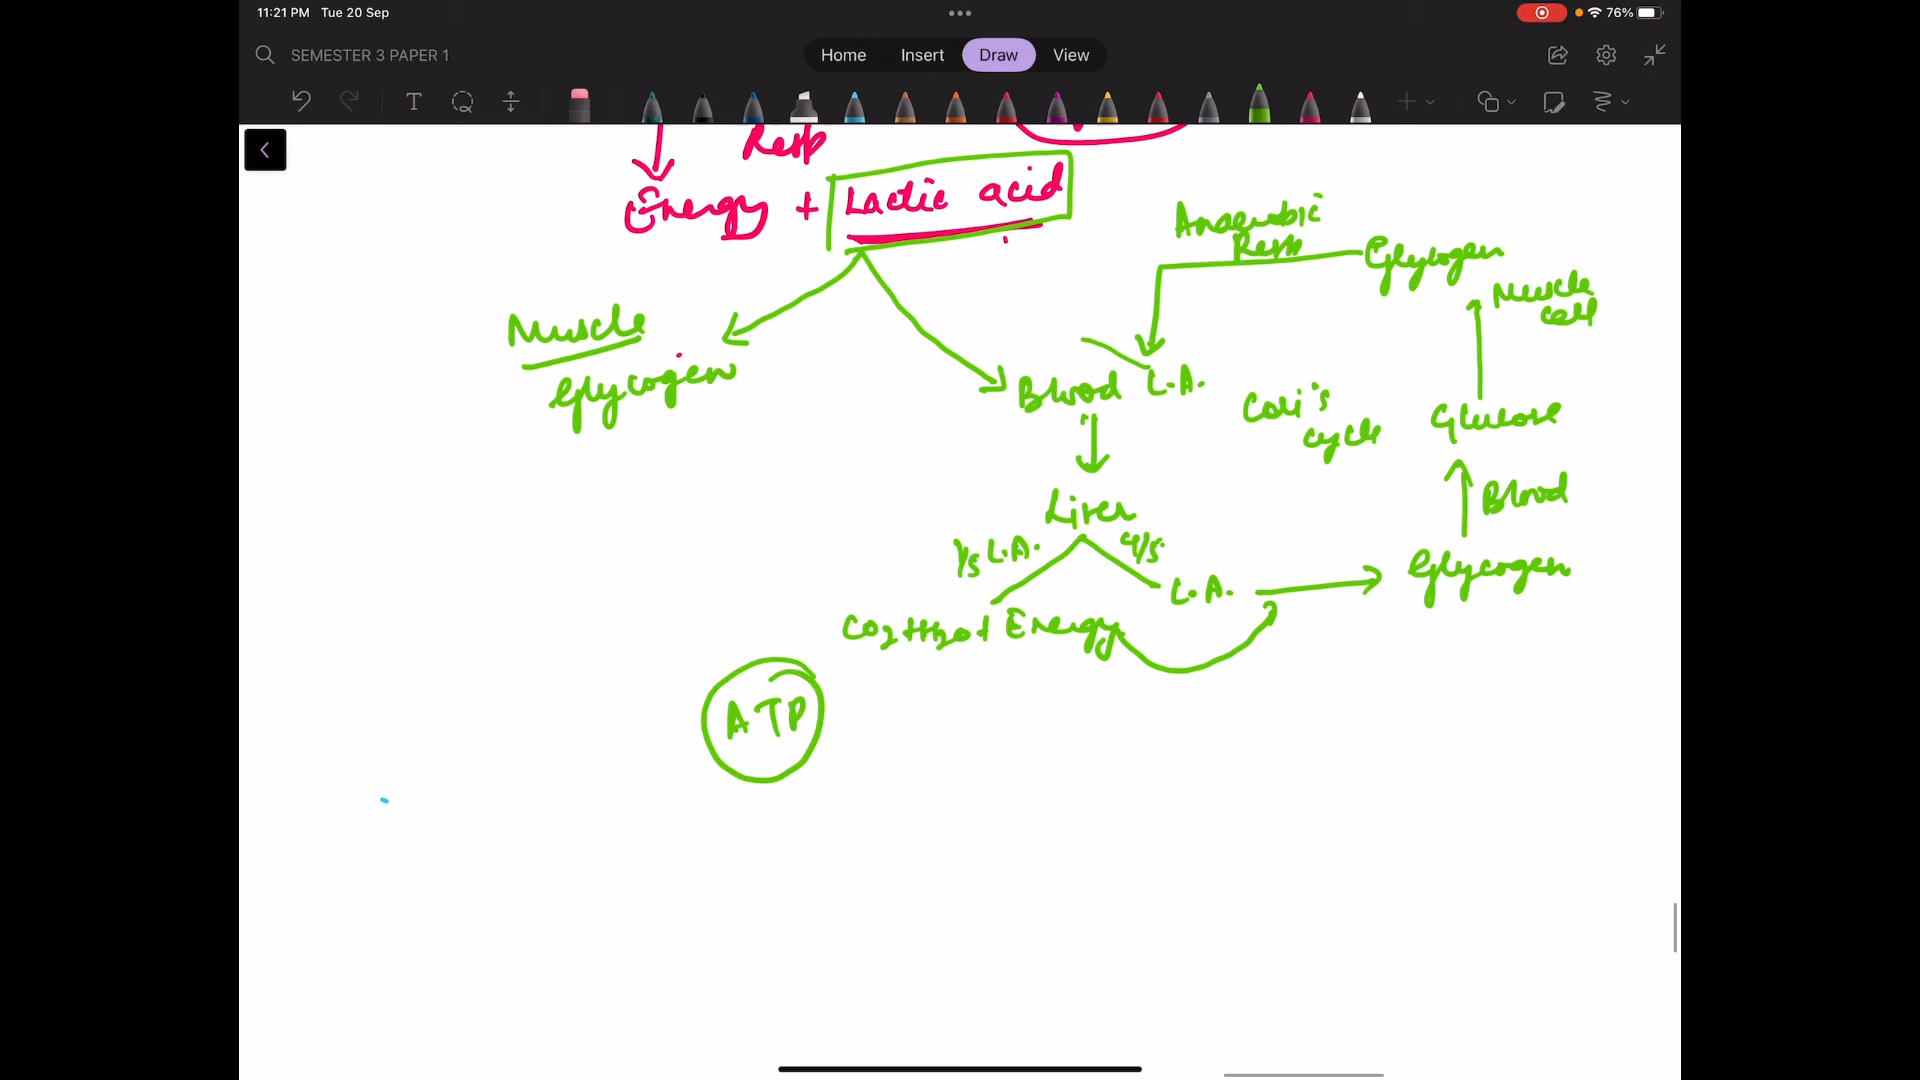 11:21 PM Tue 20 Sep
76%
SEMESTER 3 PAPER 1
Home Insert Draw View
Resp
Energy + Lactic acid
Anaerobic
Resp
Glycogen
Muscle
cell
Muscle
Glycogen
Blood L.A.
Cori's
cycle
Glucose
Blood
Liver
1/5 L.A. 4/5
L.A.
Glycogen
CO2+H2O+ Energy
ATP